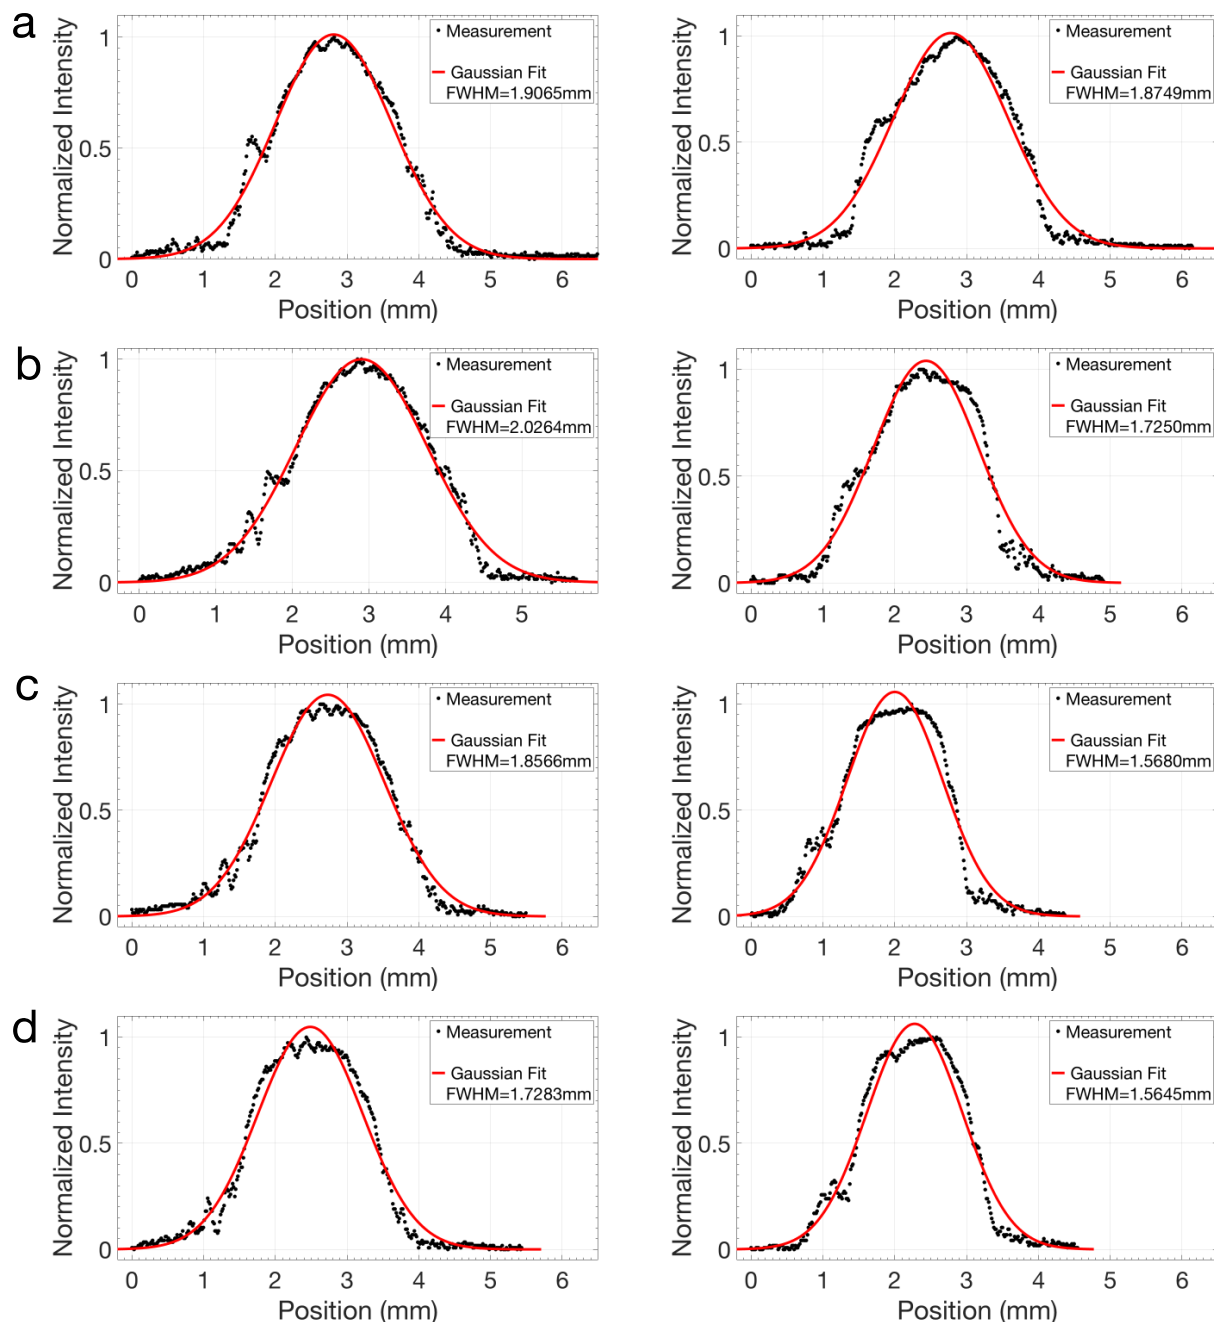 a
Normalized Intensity
1
0.5
0
0 1 2 3 4 5 6
Position (mm)
Measurement
Gaussian Fit
FWHM=1.9065mm
Normalized Intensity
1
0.5
0
0 1 2 3 4 5 6
Position (mm)
Measurement
Gaussian Fit
FWHM=1.8749mm
b
Normalized Intensity
1
0.5
0
0 1 2 3 4 5
Position (mm)
Measurement
Gaussian Fit
FWHM=2.0264mm
Normalized Intensity
1
0.5
0
0 1 2 3 4 5 6
Position (mm)
Measurement
Gaussian Fit
FWHM=1.7250mm
c
Normalized Intensity
1
0.5
0
0 1 2 3 4 5 6
Position (mm)
Measurement
Gaussian Fit
FWHM=1.8566mm
Normalized Intensity
1
0.5
0
0 1 2 3 4 5 6
Position (mm)
Measurement
Gaussian Fit
FWHM=1.5680mm
d
Normalized Intensity
1
0.5
0
0 1 2 3 4 5 6
Position (mm)
Measurement
Gaussian Fit
FWHM=1.7283mm
Normalized Intensity
1
0.5
0
0 1 2 3 4 5 6
Position (mm)
Measurement
Gaussian Fit
FWHM=1.5645mm